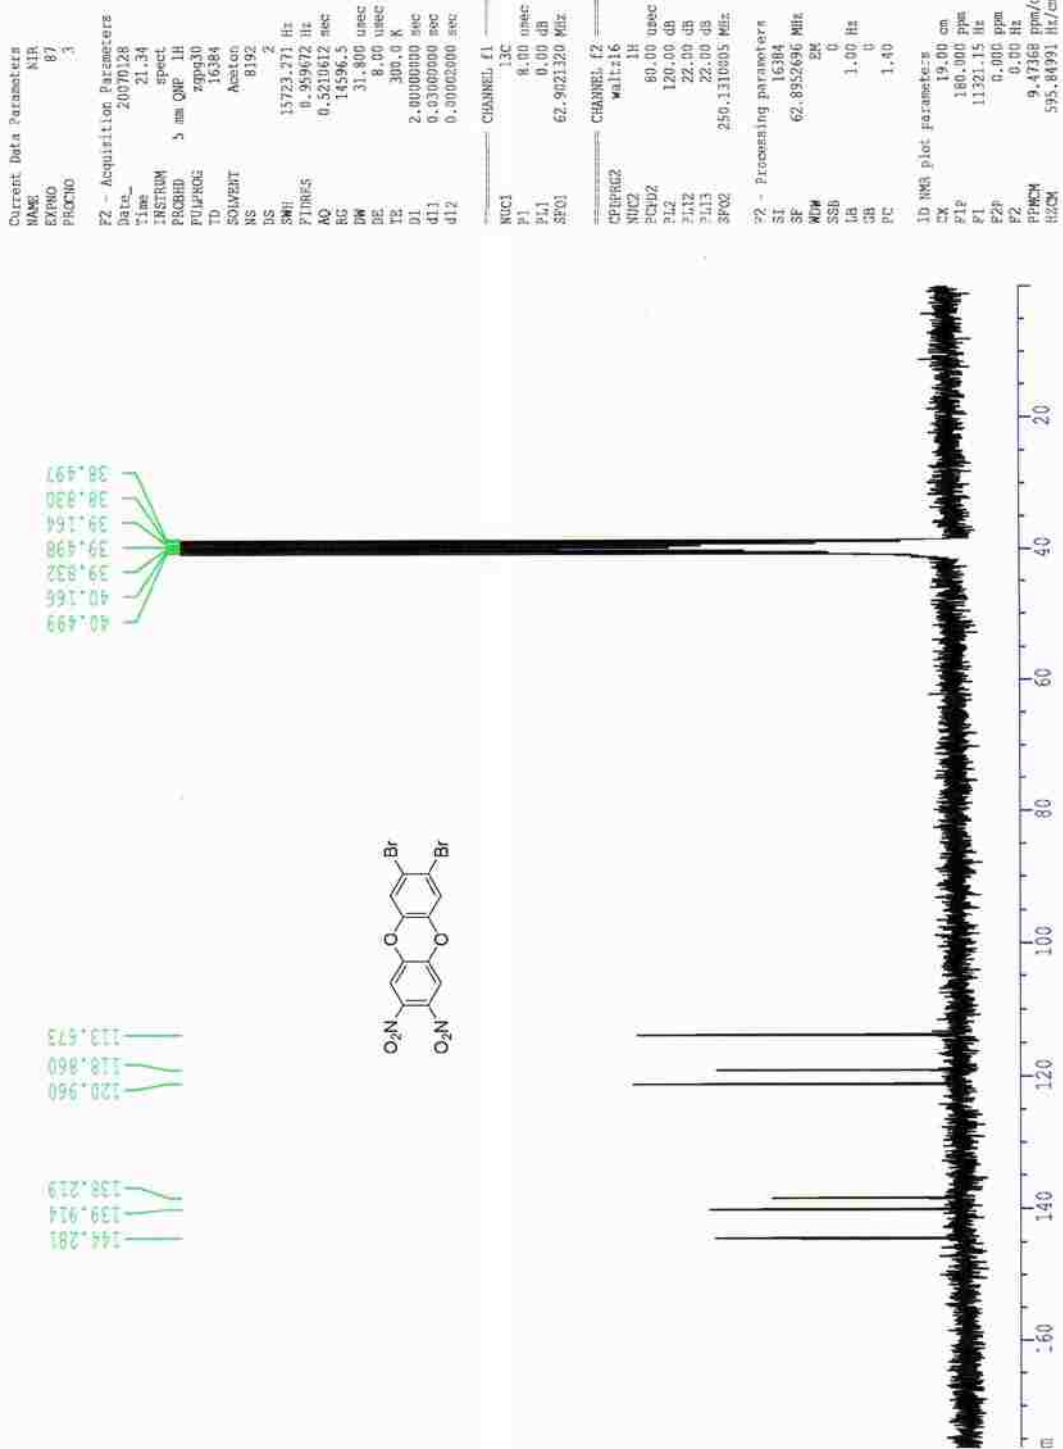 Current Data Parameters
NAME NIR
EXPNO 87
PROCNO 3
F2 - Acquisition Parameters
Date_ 20070128
Time 21.34
INSTRUM spect
PROBHD 5 mm QNP 1H
PULPROG zgpg30
TD 16384
SOLVENT Aceton
NS 8192
DS 2
SWH 15723.271 Hz
FIDRES 0.959672 Hz
AQ 0.5210612 sec
RG 14596.5
DW 31.800 usec
DE 8.00 usec
TE 300.0 K
D1 2.00000000 sec
d11 0.03000000 sec
d12 0.00002000 sec
======== CHANNEL f1 ====
NUC1 13C
P1 8.00 usec
PL1 0.00 dB
SFO1 62.9021320 MHz
======== CHANNEL f2 ====
CPDPRG2 waltz16
NUC2 1H
PCPD2 80.00 usec
PL2 120.00 dB
PL12 22.00 dB
PL13 22.00 dB
SFO2 250.1310005 MHz
F2 - Processing parameters
SI 16384
SF 62.8952696 MHz
WDW EM
SSB 0
LB 1.00 Hz
GB 0
PC 1.40
1D NMR plot parameters
CX 19.00 cm
F1P 180.000 ppm
F1 11321.15 Hz
F2P 0.000 ppm
F2 0.00 Hz
PPMCM 9.47368 ppm/c
HZCM 595.84991 Hz/cm
144.281
139.914
138.219
120.960
118.860
113.673
40.499
40.166
39.832
39.498
39.164
38.830
38.497
O2N
O2N
O
O
Br
Br
160
140
120
100
80
60
40
20